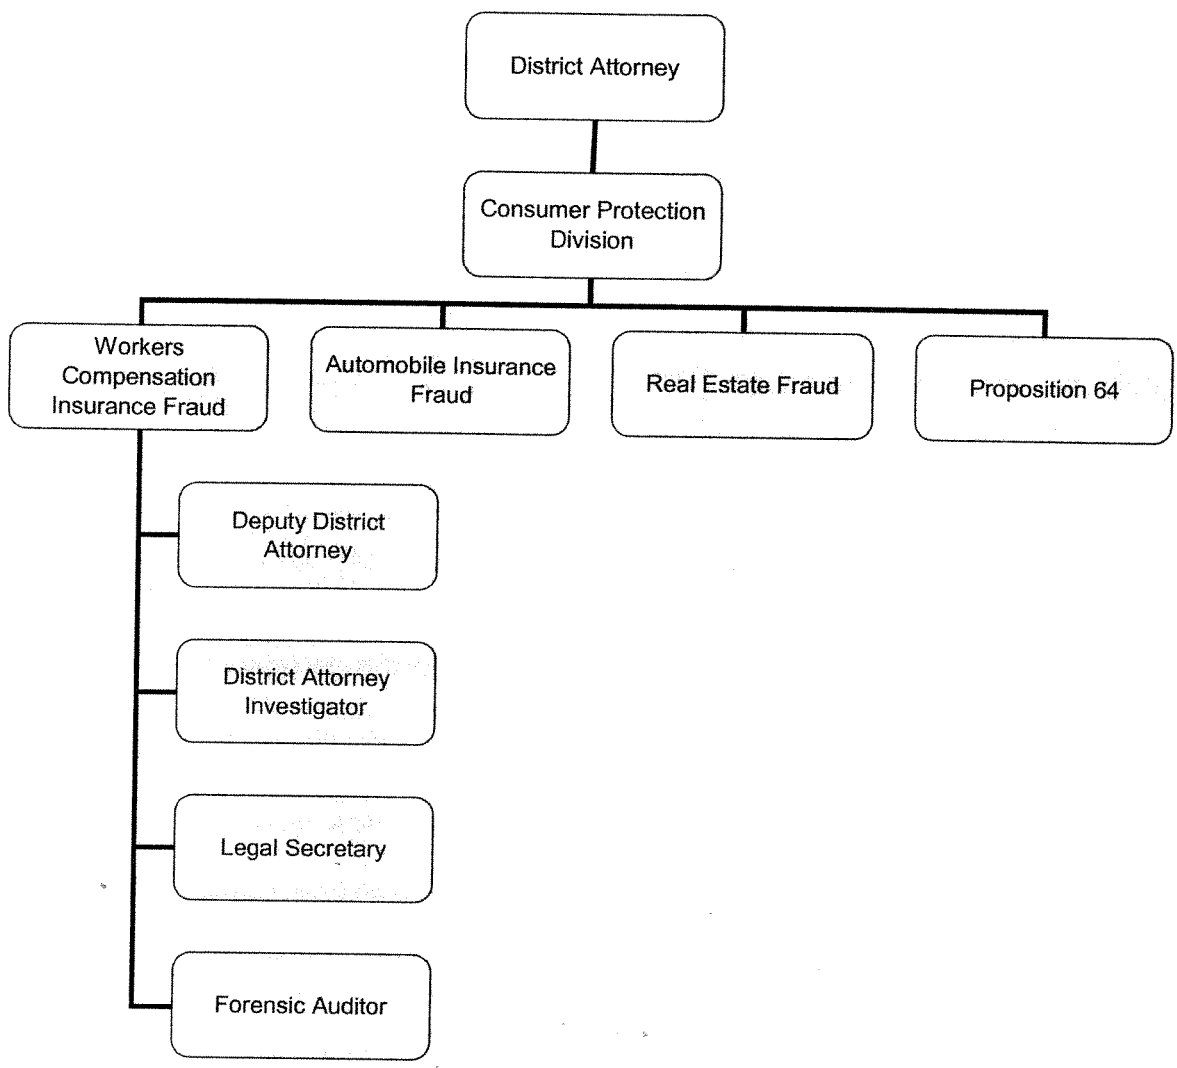 District Attorney
Consumer Protection
Division
Workers
Compensation
Insurance Fraud
Automobile Insurance
Fraud
Real Estate Fraud
Proposition 64
Deputy District
Attorney
District Attorney
Investigator
Legal Secretary
Forensic Auditor